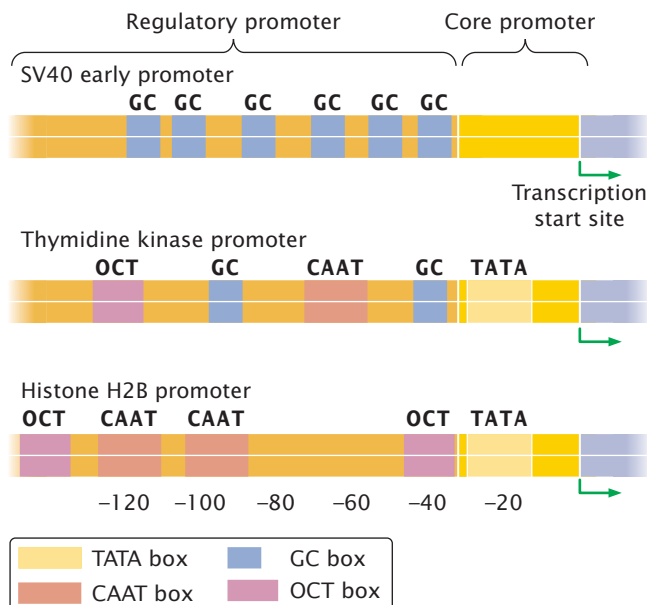 Regulatory promoter Core promoter
SV40 early promoter
GC GC GC GC GC GC
Transcription
start site
Thymidine kinase promoter
OCT GC CAAT GC TATA
Histone H2B promoter
OCT CAAT CAAT OCT TATA
−120 −100 −80 −60 −40 −20
TATA box GC box
CAAT box OCT box